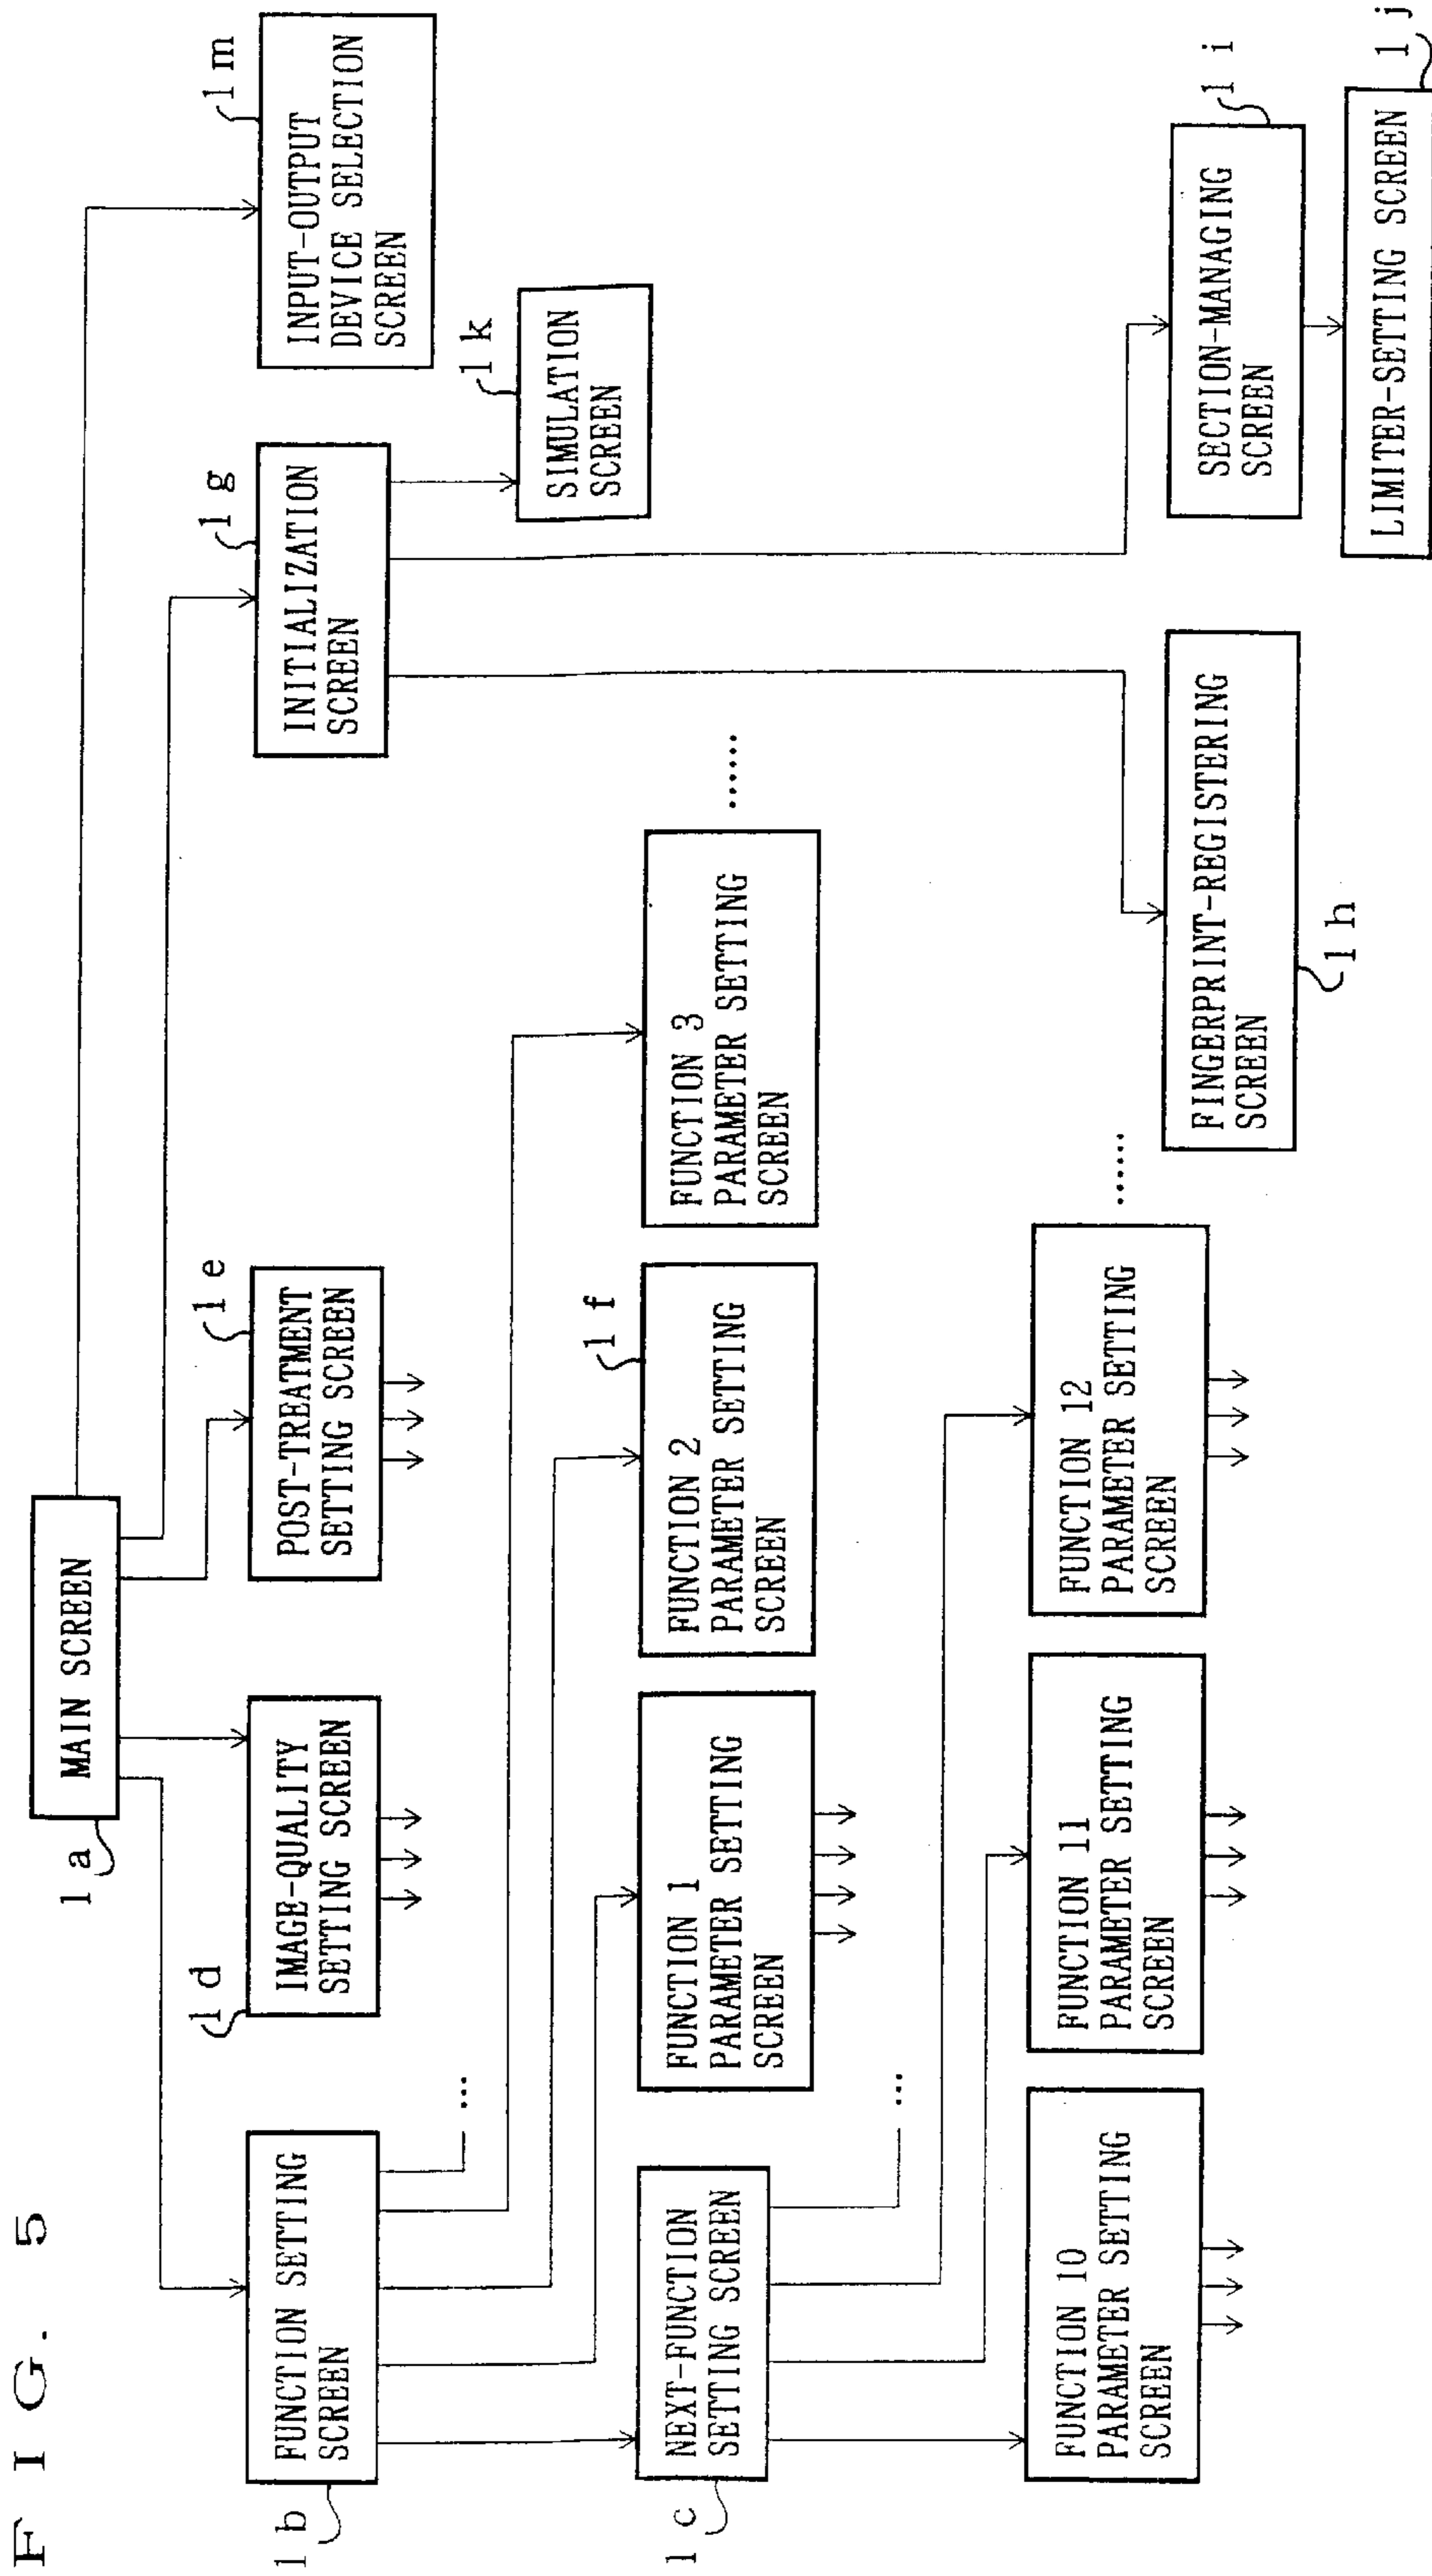 FIG. 5
MAIN SCREEN
1a
FUNCTION SETTING
SCREEN
1b
...
IMAGE-QUALITY
SETTING SCREEN
1d
POST-TREATMENT
SETTING SCREEN
1e
INITIALIZATION
SCREEN
1g
INPUT-OUTPUT
DEVICE SELECTION
SCREEN
1m
SIMULATION
SCREEN
1k
NEXT-FUNCTION
SETTING SCREEN
1c
...
FUNCTION 1
PARAMETER SETTING
SCREEN
FUNCTION 2
PARAMETER SETTING
SCREEN
1f
FUNCTION 3
PARAMETER SETTING
SCREEN
......
FUNCTION 10
PARAMETER SETTING
SCREEN
FUNCTION 11
PARAMETER SETTING
SCREEN
FUNCTION 12
PARAMETER SETTING
SCREEN
......
FINGERPRINT-REGISTERING
SCREEN
1h
SECTION-MANAGING
SCREEN
1i
LIMITER-SETTING SCREEN
1j